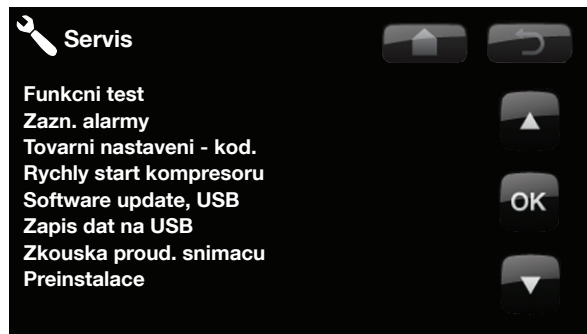 Servis
Funkcni test
Zazn. alarmy
Tovarni nastaveni - kod.
Rychly start kompresoru
Software update, USB
OK
Zapis dat na USB
Zkouska proud. snimacu
Preinstalace